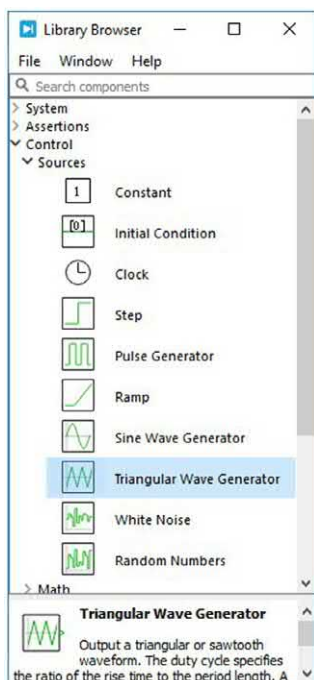 Library Browser
File Window Help
Search components
System
Assertions
Control
Sources
1 Constant
[0] Initial Condition
Clock
Step
Pulse Generator
Ramp
Sine Wave Generator
Triangular Wave Generator
White Noise
Random Numbers
Math
Triangular Wave Generator
Output a triangular or sawtooth
waveform. The duty cycle specifies
the ratio of the rise time to the period length. A